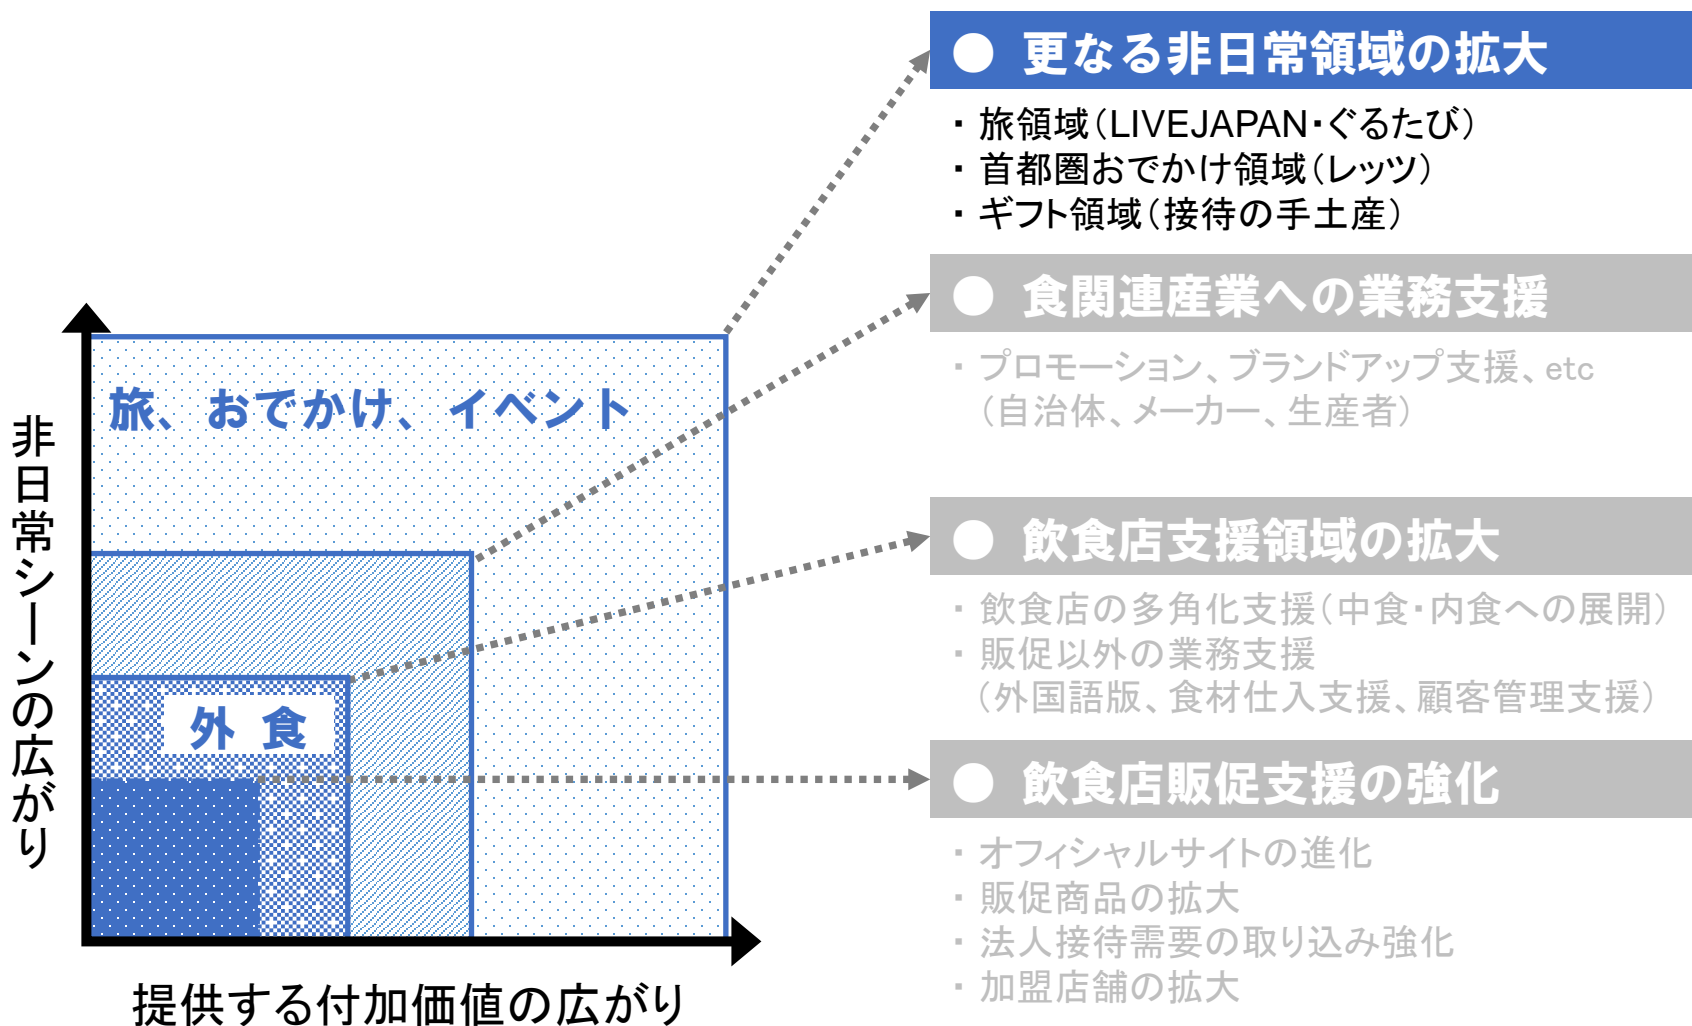 ● 更なる非日常領域の拡大
・ 旅領域（LIVEJAPAN・ぐるたび）
・ 首都圏おでかけ領域（レッツ）
・ ギフト領域（接待の手土産）
● 食関連産業への業務支援
・ プロモーション、ブランドアップ支援、etc
（自治体、メーカー、生産者）
● 飲食店支援領域の拡大
・ 飲食店の多角化支援（中食・内食への展開）
・ 販促以外の業務支援
（外国語版、食材仕入支援、顧客管理支援）
● 飲食店販促支援の強化
・ オフィシャルサイトの進化
・ 販促商品の拡大
・ 法人接待需要の取り込み強化
・ 加盟店舗の拡大
非日常シーンの広がり
旅、おでかけ、イベント
外 食
提供する付加価値の広がり